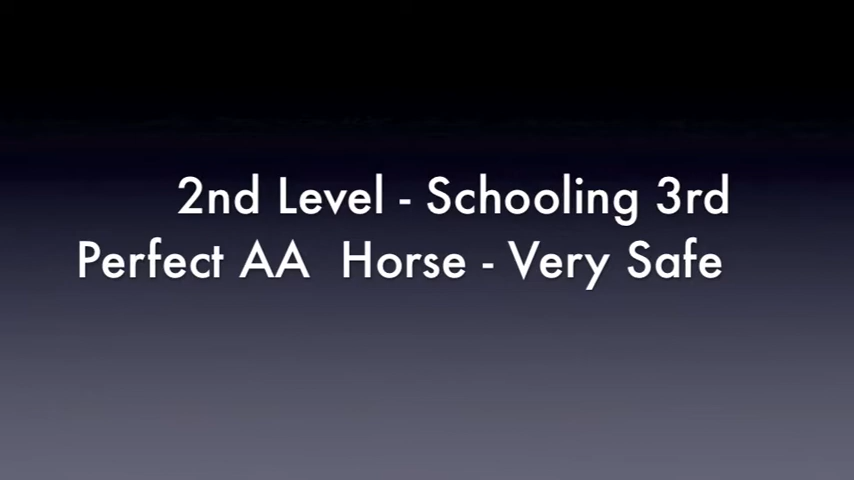 2nd Level - Schooling 3rd
Perfect AA  Horse - Very Safe